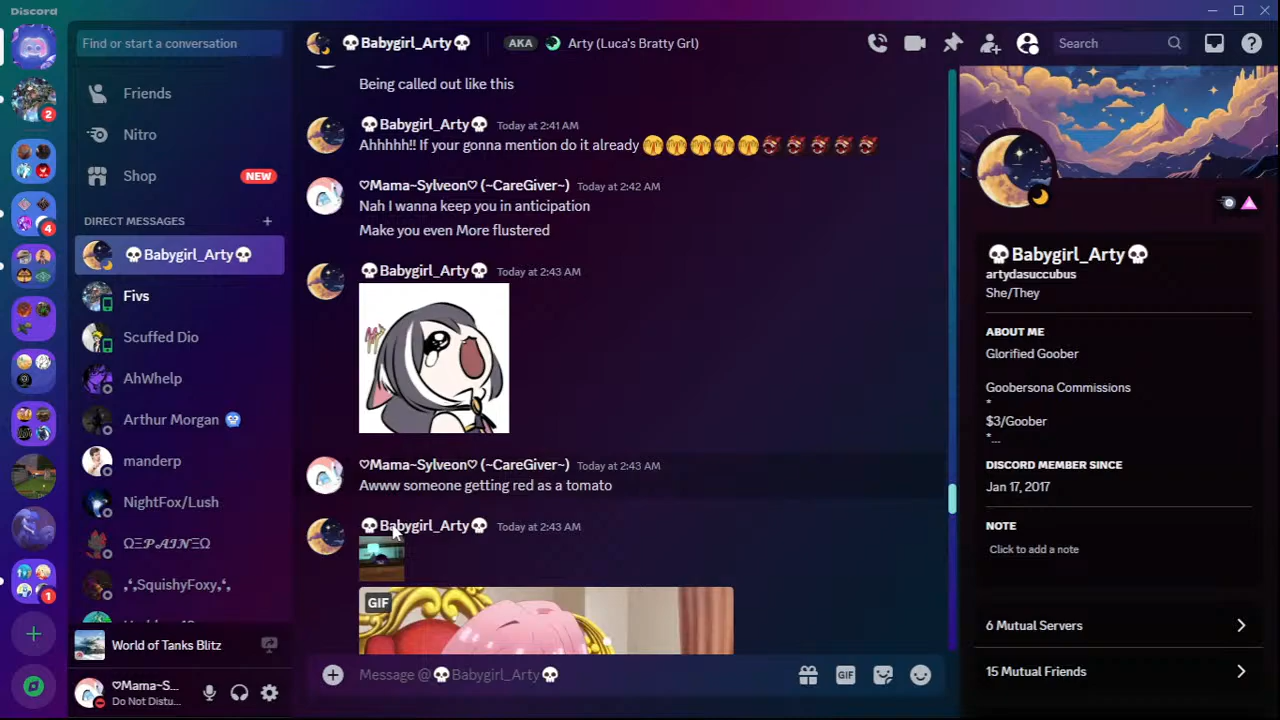 Discord
Find or start a conversation
Friends
Nitro
Shop
NEW
DIRECT MESSAGES
💀Babygirl_Arty💀
Fivs
Scuffed Dio
AhWhelp
Arthur Morgan
manderp
NightFox/Lush
ΩΞ𝓟𝓐𝓘𝓝ΞΩ
,❛,SquishyFoxy,❛,
World of Tanks Blitz
♡Mama~S...
Do Not Distu...
2
4
1
💀Babygirl_Arty💀
AKA
Arty (Luca's Bratty Grl)
Search
Being called out like this
💀Babygirl_Arty💀 Today at 2:41 AM
Ahhhhh!! If your gonna mention do it already
♡Mama~Sylveon♡ (~CareGiver~) Today at 2:42 AM
Nah I wanna keep you in anticipation
Make you even More flustered
💀Babygirl_Arty💀 Today at 2:43 AM
♡Mama~Sylveon♡ (~CareGiver~) Today at 2:43 AM
Awww someone getting red as a tomato
💀Babygirl_Arty💀 Today at 2:43 AM
GIF
Message @💀Babygirl_Arty💀
GIF
💀Babygirl_Arty💀
artydasuccubus
She/They
ABOUT ME
Glorified Goober
Goobersona Commissions
*
$3/Goober
*...
DISCORD MEMBER SINCE
Jan 17, 2017
NOTE
Click to add a note
6 Mutual Servers
15 Mutual Friends